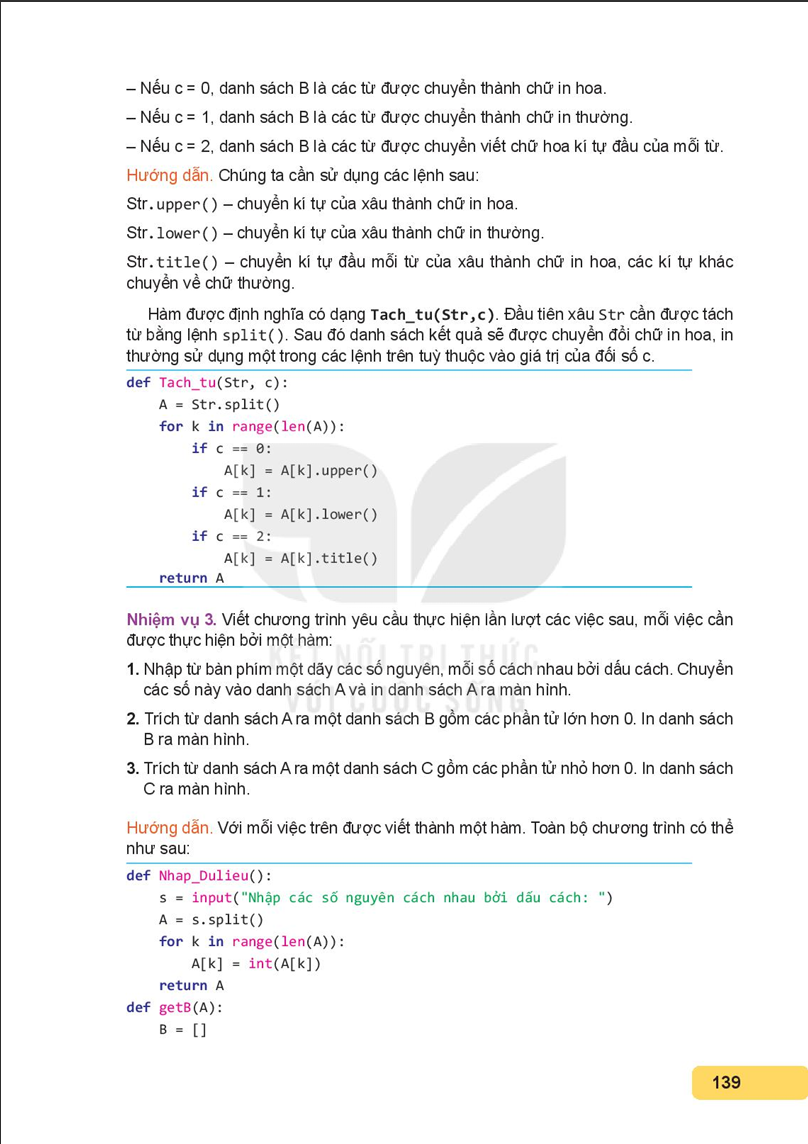 – Nếu c = 0, danh sách B là các từ được chuyển thành chữ in hoa.
– Nếu c = 1, danh sách B là các từ được chuyển thành chữ in thường.
– Nếu c = 2, danh sách B là các từ được chuyển viết chữ hoa kí tự đầu của mỗi từ.
Hướng dẫn. Chúng ta cần sử dụng các lệnh sau:
Str.upper() – chuyển kí tự của xâu thành chữ in hoa.
Str.lower() – chuyển kí tự của xâu thành chữ in thường.
Str.title() – chuyển kí tự đầu mỗi từ của xâu thành chữ in hoa, các kí tự khác
chuyển về chữ thường.
Hàm được định nghĩa có dạng Tach_tu(Str,c). Đầu tiên xâu Str cần được tách
từ bằng lệnh split(). Sau đó danh sách kết quả sẽ được chuyển đổi chữ in hoa, in
thường sử dụng một trong các lệnh trên tuỳ thuộc vào giá trị của đối số c.
def Tach_tu(Str, c):
    A = Str.split()
    for k in range(len(A)):
        if c == 0:
            A[k] = A[k].upper()
        if c == 1:
            A[k] = A[k].lower()
        if c == 2:
            A[k] = A[k].title()
    return A
Nhiệm vụ 3. Viết chương trình yêu cầu thực hiện lần lượt các việc sau, mỗi việc cần
được thực hiện bởi một hàm:
KẾT NỐI TRI THỨC
1. Nhập từ bàn phím một dãy các số nguyên, mỗi số cách nhau bởi dấu cách. Chuyển
các số này vào danh sách A và in danh sách A ra màn hình.
VỚI CUỘC SỐNG
2. Trích từ danh sách A ra một danh sách B gồm các phần tử lớn hơn 0. In danh sách
B ra màn hình.
3. Trích từ danh sách A ra một danh sách C gồm các phần tử nhỏ hơn 0. In danh sách
C ra màn hình.
Hướng dẫn. Với mỗi việc trên được viết thành một hàm. Toàn bộ chương trình có thể
như sau:
def Nhap_Dulieu():
    s = input("Nhập các số nguyên cách nhau bởi dấu cách: ")
    A = s.split()
    for k in range(len(A)):
        A[k] = int(A[k])
    return A
def getB(A):
    B = []
139